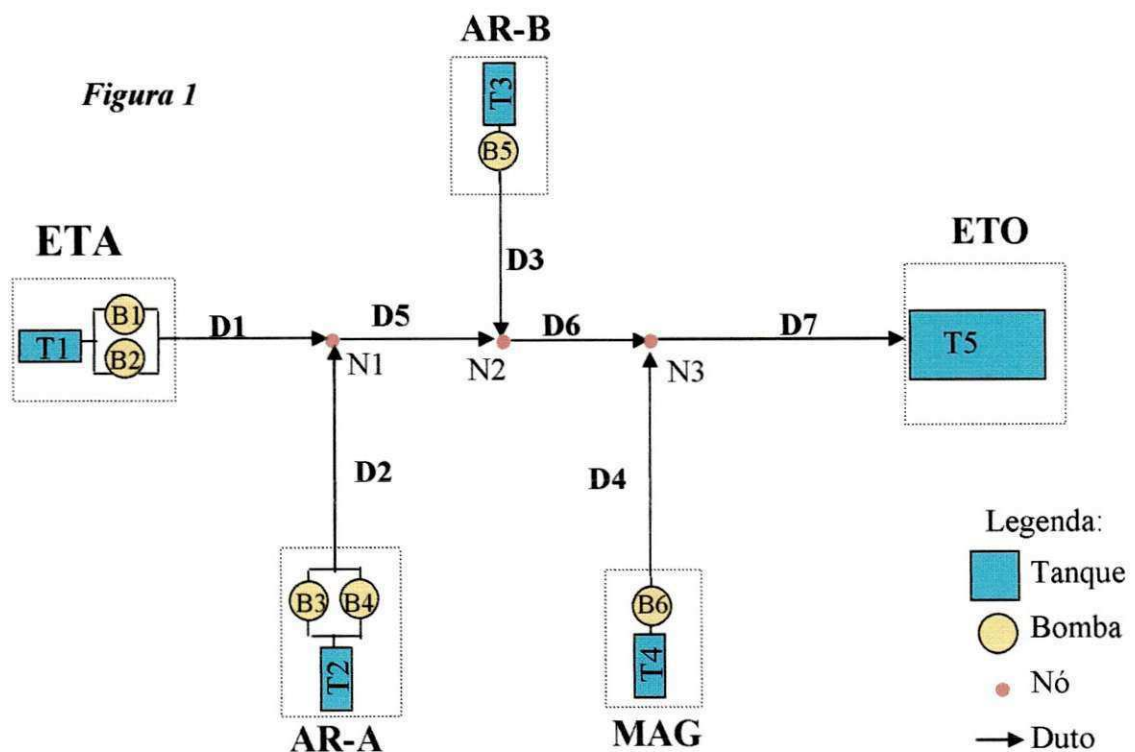 AR-B
Figura 1
T3
B5
ETA
ETO
D3
B1
D1
D5
D6
D7
T1
B2
N1
N2
N3
T5
D2
D4
Legenda:
Tanque
B3
B4
B6
Bomba
T2
T4
Nó
AR-A
MAG
Duto